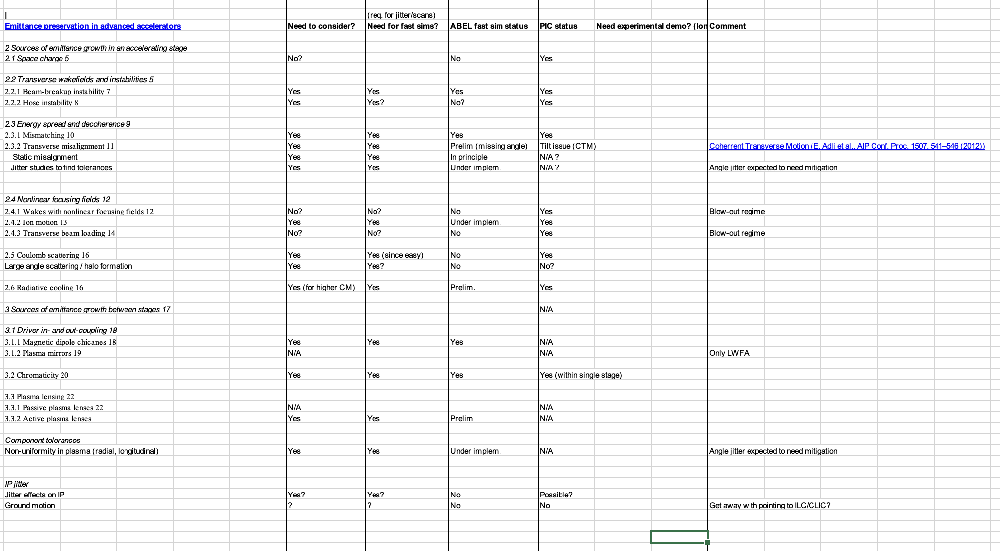 |
(req. for jitter/scans)
Emittance preservation in advanced accelerators Need to consider? Need for fast sims? ABEL fast sim status PIC status Need experimental demo? (lon Comment
2 Sources of emittance growth in an accelerating stage
2.1 Space charge 5 No? No Yes
2.2 Transverse wakefields and instabilities 5
2.2.1 Beam-breakup instability 7 Yes Yes Yes Yes
2.2.2 Hose instability 8 Yes Yes? No? Yes
2.3 Energy spread and decoherence 9
2.3.1 Mismatching 10 Yes Yes Yes Yes
2.3.2 Transverse misalignment 11 Yes Yes Prelim (missing angle) Tilt issue (CTM) Coherrent Transverse Motion (E. Adli et al., AIP Conf. Proc. 1507, 541–546 (2012))
Static misalgnment Yes Yes In principle N/A ?
Jitter studies to find tolerances Yes Yes Under implem. N/A ? Angle jitter expected to need mitigation
2.4 Nonlinear focusing fields 12
2.4.1 Wakes with nonlinear focusing fields 12 No? No? No Yes Blow-out regime
2.4.2 Ion motion 13 Yes Yes Under implem. Yes
2.4.3 Transverse beam loading 14 No? No? No Yes Blow-out regime
2.5 Coulomb scattering 16 Yes Yes (since easy) No Yes
Large angle scattering / halo formation Yes Yes? No No?
2.6 Radiative cooling 16 Yes (for higher CM) Yes Prelim. Yes
3 Sources of emittance growth between stages 17 N/A
3.1 Driver in- and out-coupling 18
3.1.1 Magnetic dipole chicanes 18 Yes Yes Yes N/A
3.1.2 Plasma mirrors 19 N/A N/A Only LWFA
3.2 Chromaticity 20 Yes Yes Yes Yes (within single stage)
3.3 Plasma lensing 22
3.3.1 Passive plasma lenses 22 N/A N/A
3.3.2 Active plasma lenses Yes Yes Prelim N/A
Component tolerances
Non-uniformity in plasma (radial, longitudinal) Yes Yes Under implem. N/A Angle jitter expected to need mitigation
IP jitter
Jitter effects on IP Yes? Yes? No Possible?
Ground motion ? ? No No Get away with pointing to ILC/CLIC?